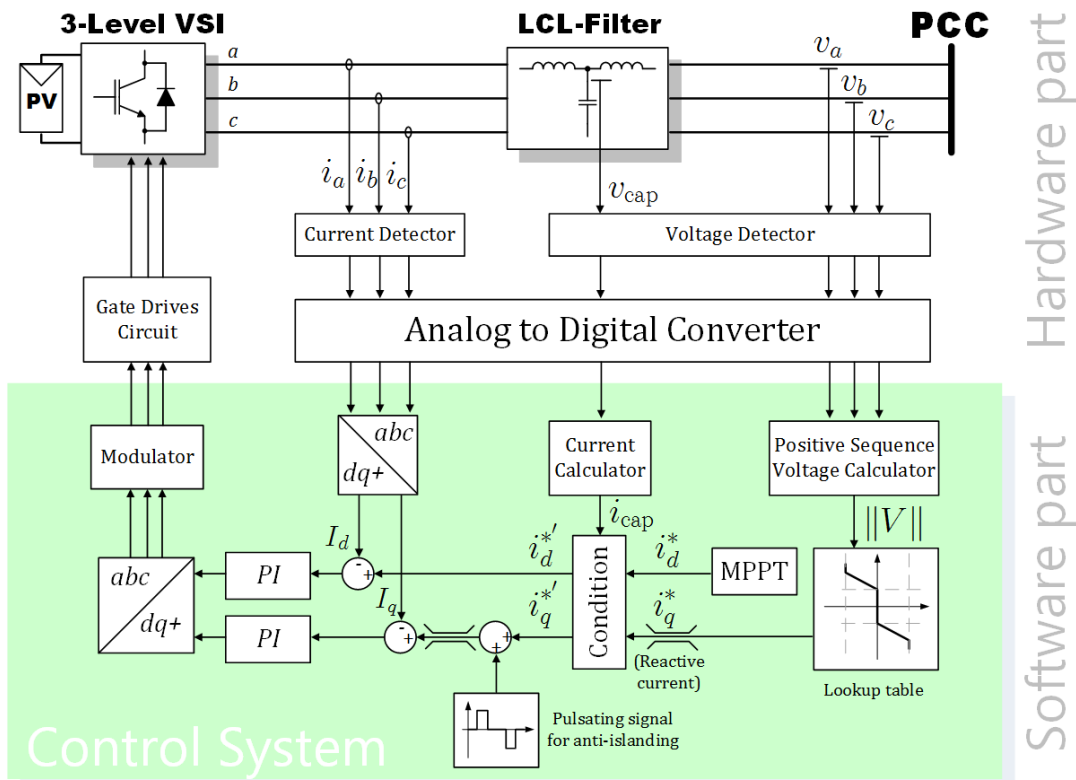 3-Level VSI
LCL-Filter
PCC
PV
a
b
c
v_a
v_b
v_c
i_a
i_b
i_c
v_cap
Current Detector
Voltage Detector
Gate Drives
Circuit
Analog to Digital Converter
Hardware part
Modulator
abc
dq+
Current
Calculator
Positive Sequence
Voltage Calculator
i_cap
||V||
I_d
I_q
abc
dq+
PI
PI
-
+
-
+
+
+
i_d^*'
i_q^*'
Condition
i_d^*
i_q^*
MPPT
(Reactive
current)
Lookup table
Pulsating signal
for anti-islanding
Control System
Software part